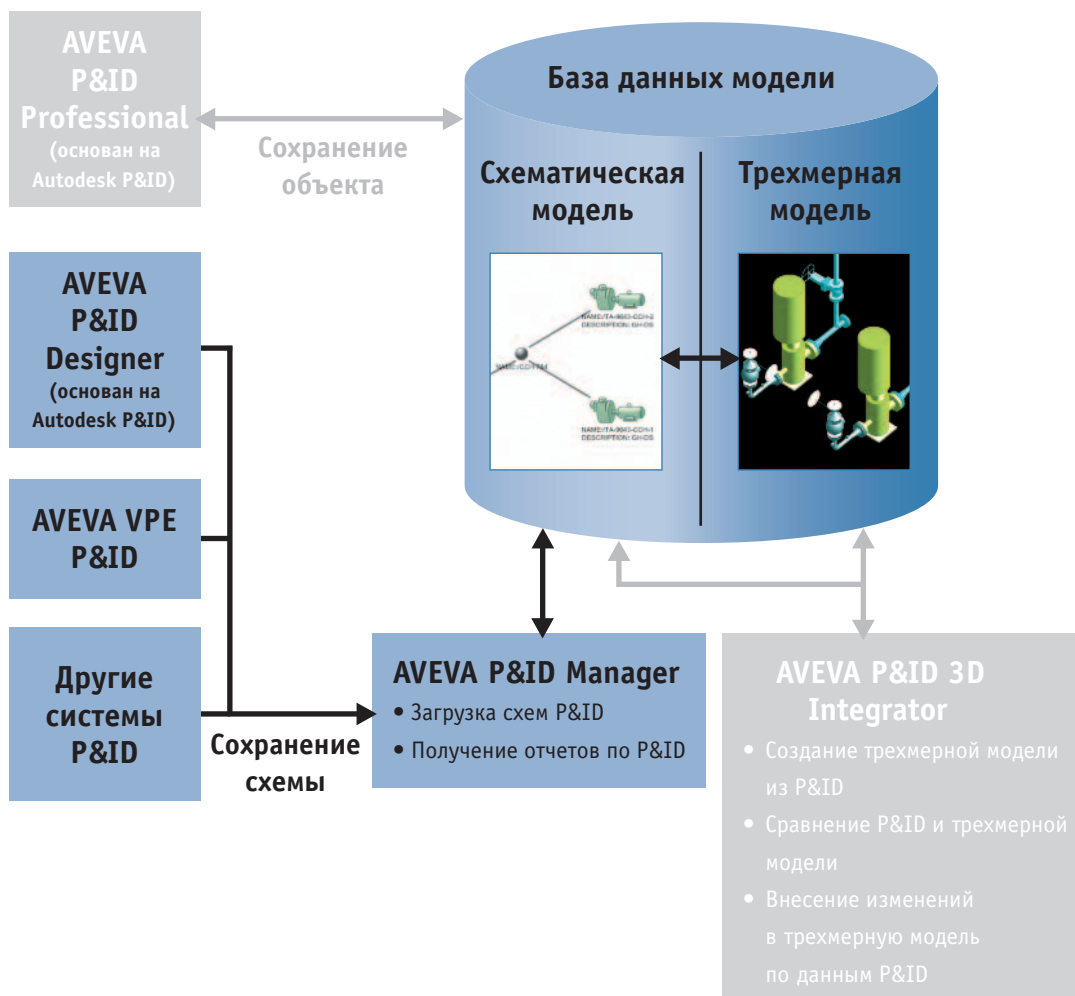 AVEVA
P&ID
Professional
(основан на
Autodesk P&ID)
Сохранение
объекта
База данных модели
Схематическая
модель
Трехмерная
модель
AVEVA
P&ID
Designer
(основан на
Autodesk P&ID)
AVEVA VPE
P&ID
Другие
системы
P&ID
Сохранение
схемы
AVEVA P&ID Manager
• Загрузка схем P&ID
• Получение отчетов по P&ID
AVEVA P&ID 3D
Integrator
• Создание трехмерной модели
из P&ID
• Сравнение P&ID и трехмерной
модели
• Внесение изменений
в трехмерную модель
по данным P&ID